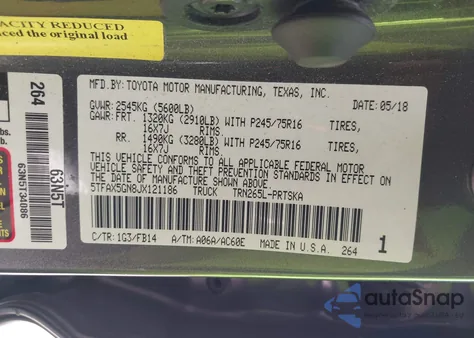 ACITY REDUCED
ced the original load
264
63N5T
63N5T34086
lbs.
MFD.BY:TOYOTA MOTOR MANUFACTURING, TEXAS, INC.
GVWR:2545KG (5600LB) DATE:05/18
GAWR:FRT. 1320KG (2910LB) WITH P245/75R16 TIRES,
16X7J RIMS.
RR. 1490KG (3280LB) WITH P245/75R16 TIRES,
16X7J RIMS.
THIS VEHICLE CONFORMS TO ALL APPLICABLE FEDERAL MOTOR
VEHICLE SAFETY AND THEFT PREVENTION STANDARDS IN EFFECT
ON THE DATE OF MANUFACTURE SHOWN ABOVE.
5TFAX5GN8JX121186 TRUCK TRN265L-PRTSKA
C/TR:1G3/FB14 A/TM:A06A/AC60E MADE IN U.S.A. 264 1
autoSnap